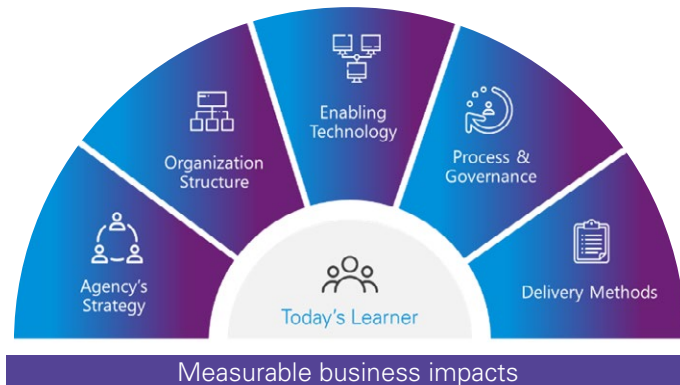 Agency's
Strategy
Organization
Structure
Enabling
Technology
Process &
Governance
Delivery Methods
Today's Learner
Measurable business impacts